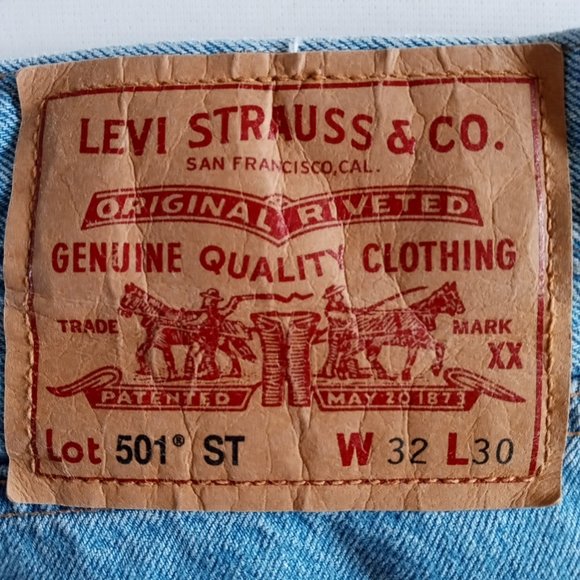 LEVI STRAUSS & CO.
SAN FRANCISCO, CAL.
ORIGINAL RIVETED
GENUINE QUALITY CLOTHING
TRADE MARK
XX
PATENTED MAY 20 1873
Lot 501® ST W 32 L 30